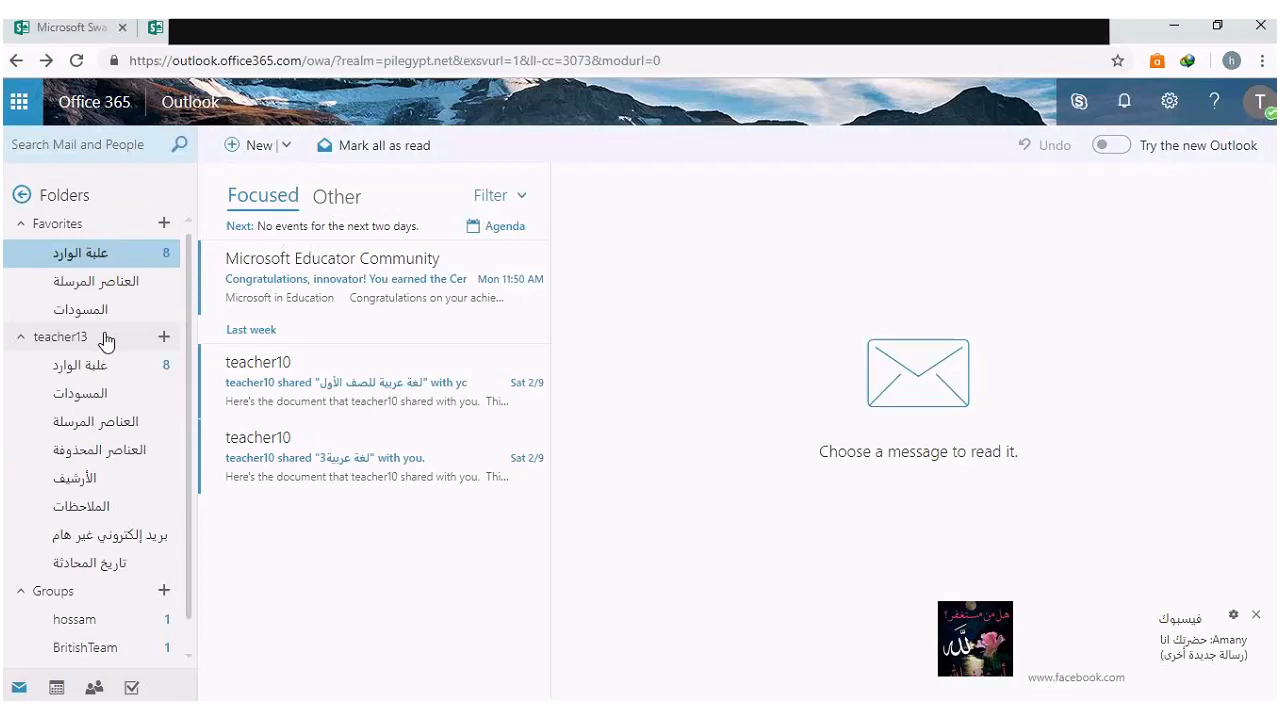 Microsoft Swa
https://outlook.office365.com/owa/?realm=pilegypt.net&exsvurl=1&ll-cc=3073&modurl=0
h
Office 365
Outlook
T
Search Mail and People
New
Mark all as read
Undo
Try the new Outlook
Folders
Favorites
علبة الوارد 8
العناصر المرسلة
المسودات
teacher13
علبة الوارد 8
المسودات
العناصر المرسلة
العناصر المحذوفة
الأرشيف
الملاحظات
بريد إلكتروني غير هام
تاريخ المحادثة
Groups
hossam 1
BritishTeam 1
Focused Other
Filter
Next: No events for the next two days.
Agenda
Microsoft Educator Community
Congratulations, innovator! You earned the Cer Mon 11:50 AM
Microsoft in Education Congratulations on your achie...
Last week
teacher10
teacher10 shared "لغة عربية للصف الأول" with yc Sat 2/9
Here's the document that teacher10 shared with you. Thi...
teacher10
teacher10 shared "لغة عربية3" with you. Sat 2/9
Here's the document that teacher10 shared with you. Thi...
Choose a message to read it.
هل من مستغفر؟
الله
فيسبوك
Amany: حضرتك انا
(رسالة جديدة أخرى)
www.facebook.com